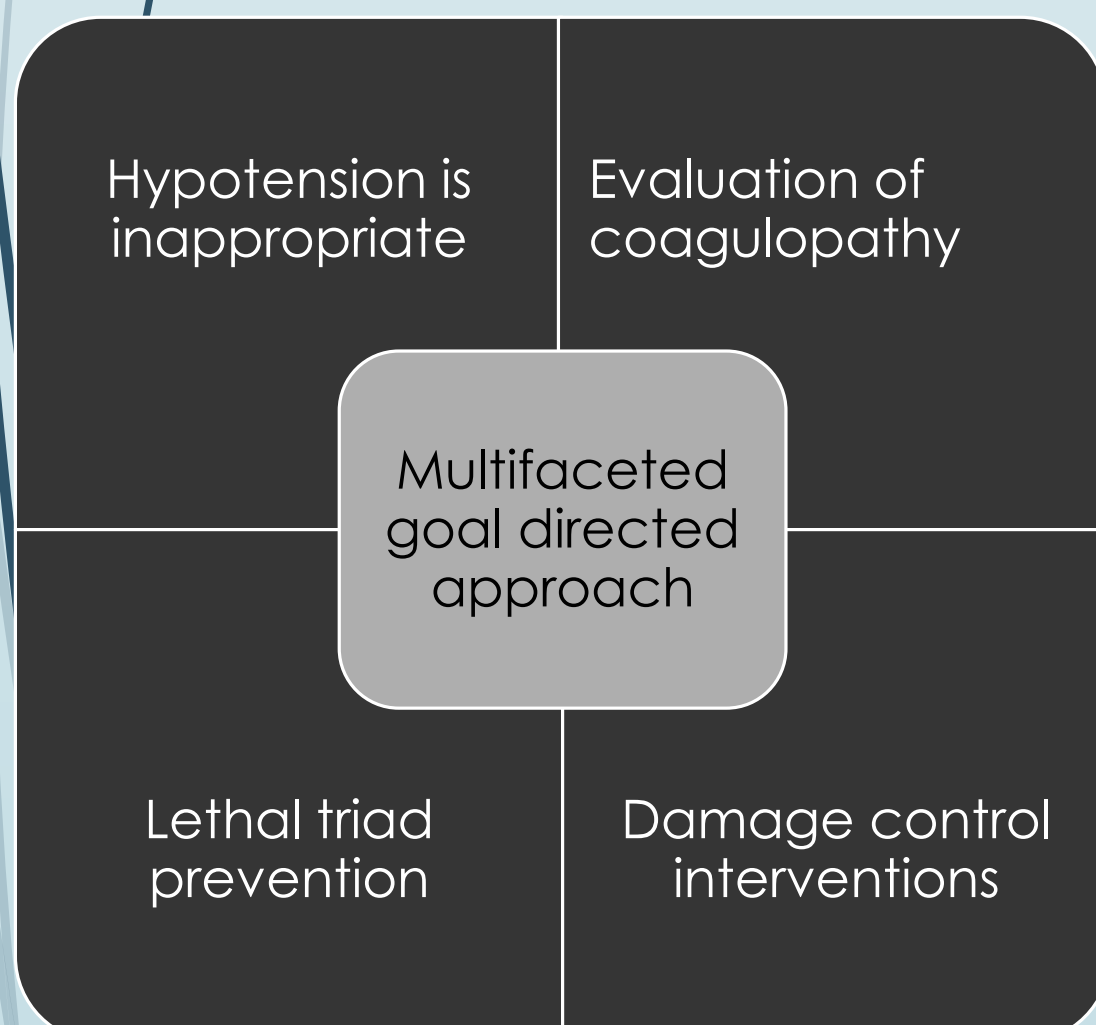 Hypotension is
inappropriate
Evaluation of
coagulopathy
Multifaceted
goal directed
approach
Lethal triad
prevention
Damage control
interventions